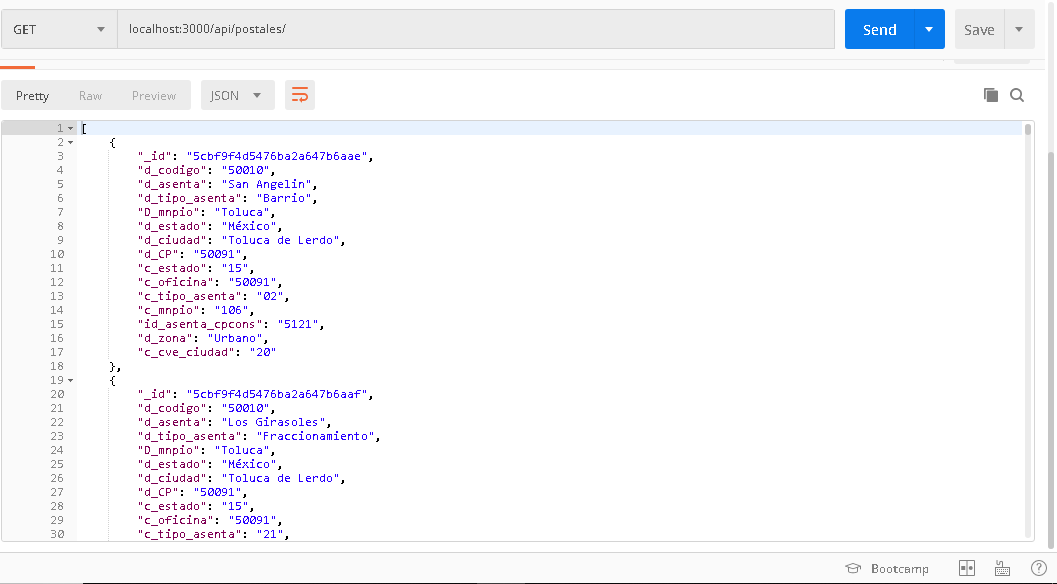 GET localhost:3000/api/postales/ Send Save
Pretty Raw Preview JSON
1 [
2 {
3 "_id": "5cbf9f4d5476ba2a647b6aae",
4 "d_codigo": "50010",
5 "d_asenta": "San Angelin",
6 "d_tipo_asenta": "Barrio",
7 "D_mnpio": "Toluca",
8 "d_estado": "México",
9 "d_ciudad": "Toluca de Lerdo",
10 "d_CP": "50091",
11 "c_estado": "15",
12 "c_oficina": "50091",
13 "c_tipo_asenta": "02",
14 "c_mnpio": "106",
15 "id_asenta_cpcons": "5121",
16 "d_zona": "Urbano",
17 "c_cve_ciudad": "20"
18 },
19 {
20 "_id": "5cbf9f4d5476ba2a647b6aaf",
21 "d_codigo": "50010",
22 "d_asenta": "Los Girasoles",
23 "d_tipo_asenta": "Fraccionamiento",
24 "D_mnpio": "Toluca",
25 "d_estado": "México",
26 "d_ciudad": "Toluca de Lerdo",
27 "d_CP": "50091",
28 "c_estado": "15",
29 "c_oficina": "50091",
30 "c_tipo_asenta": "21",
Bootcamp